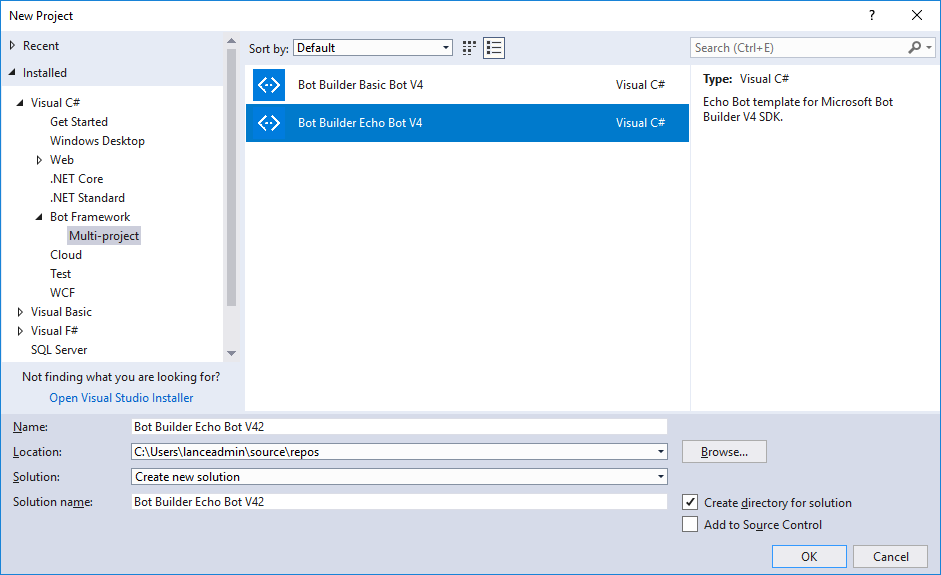 New Project
?
Recent
Installed
Visual C#
Get Started
Windows Desktop
Web
.NET Core
.NET Standard
Bot Framework
Multi-project
Cloud
Test
WCF
Visual Basic
Visual F#
SQL Server
Not finding what you are looking for?
Open Visual Studio Installer
Sort by: Default
Bot Builder Basic Bot V4 Visual C#
Bot Builder Echo Bot V4 Visual C#
Search (Ctrl+E)
Type: Visual C#
Echo Bot template for Microsoft Bot
Builder V4 SDK.
Name: Bot Builder Echo Bot V42
Location: C:\Users\lanceadmin\source\repos Browse...
Solution: Create new solution
Solution name: Bot Builder Echo Bot V42
Create directory for solution
Add to Source Control
OK Cancel